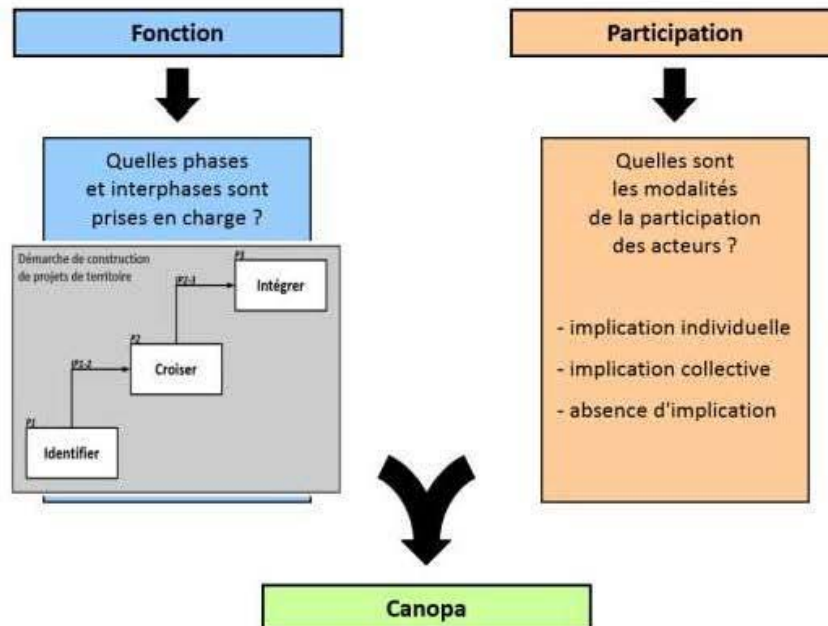 Fonction
Quelles phases
et interphases sont
prises en charge ?
Démarche de construction
de projets de territoire
P3
Intégrer
IP2-3
P2
Croiser
IP1-2
P1
Identifier
Participation
Quelles sont
les modalités
de la participation
des acteurs ?
- implication individuelle
- implication collective
- absence d'implication
Canopa